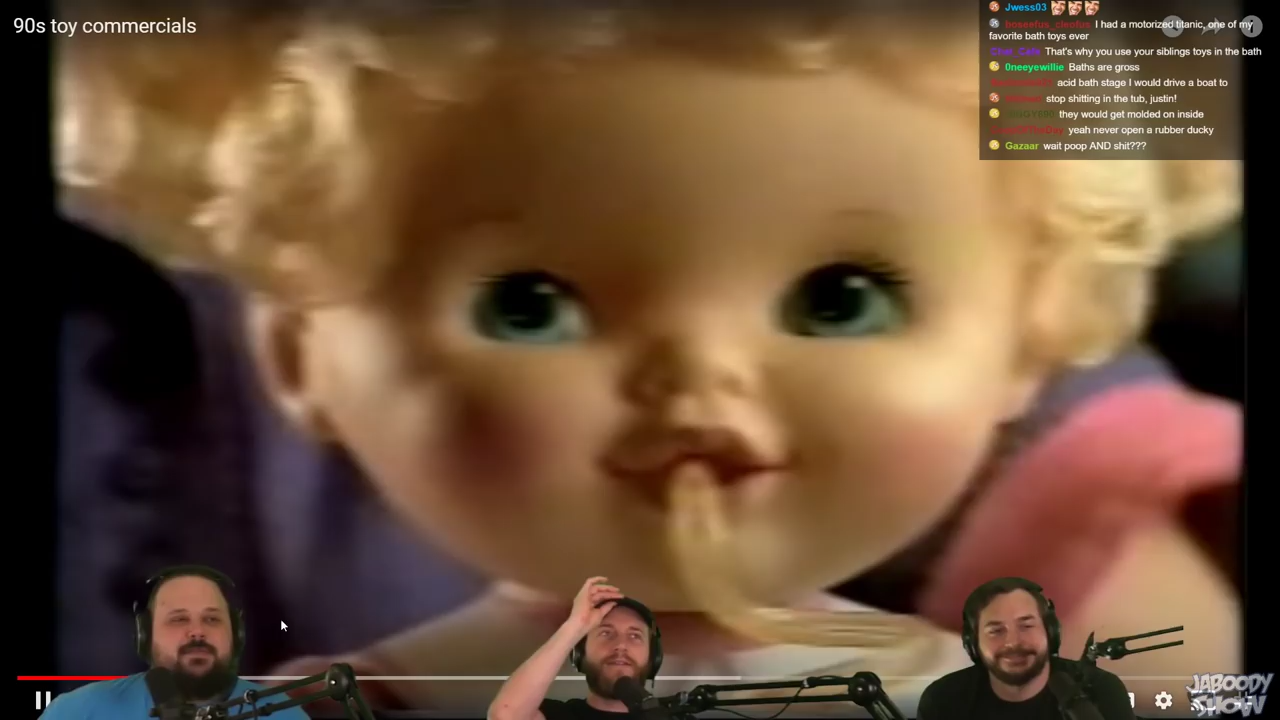 90s toy commercials
Jwess03
boseefus_cleofus I had a motorized titanic, one of my
favorite bath toys ever
That's why you use your siblings toys in the bath
0neeyewillie Baths are gross
acid bath stage I would drive a boat to
stop shitting in the tub, justin!
they would get molded on inside
yeah never open a rubber ducky
Gazaar wait poop AND shit???
JABOODY
SHOW